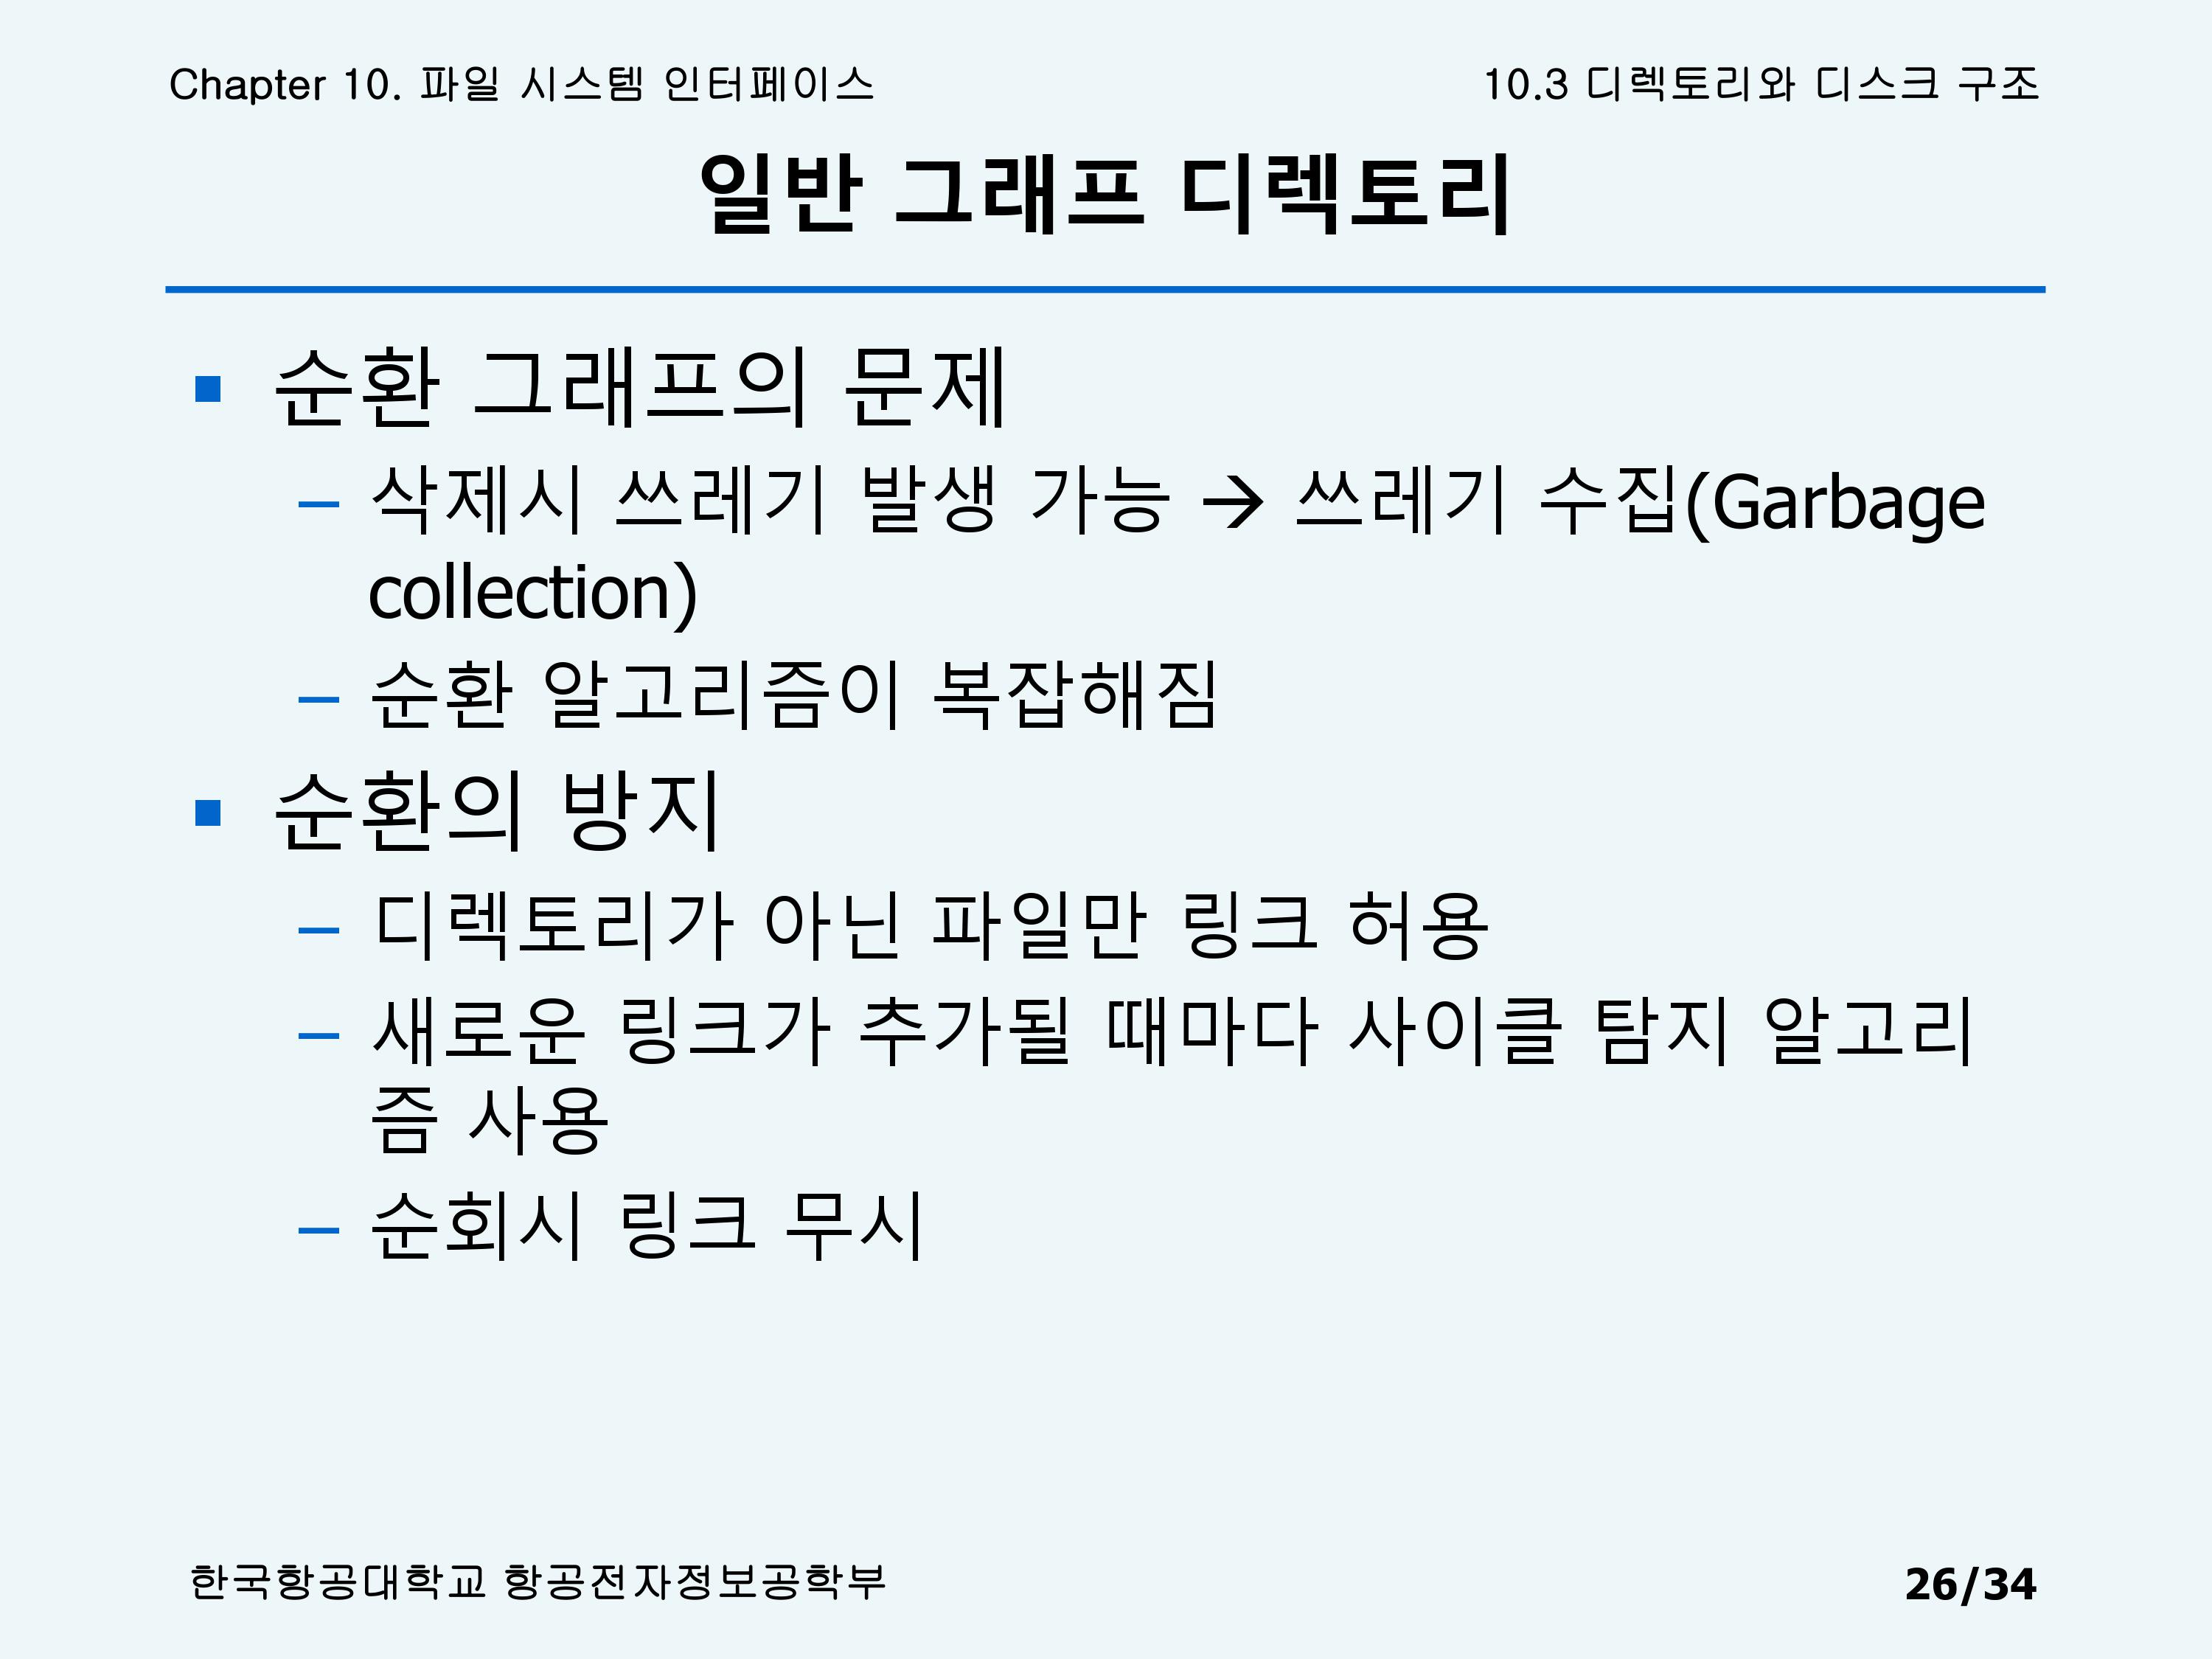 Chapter 10. 파일 시스템 인터페이스
10.3 디렉토리와 디스크 구조
일반 그래프 디렉토리
▪ 순환 그래프의 문제
– 삭제시 쓰레기 발생 가능 → 쓰레기 수집(Garbage
collection)
– 순환 알고리즘이 복잡해짐
▪ 순환의 방지
– 디렉토리가 아닌 파일만 링크 허용
– 새로운 링크가 추가될 때마다 사이클 탐지 알고리
즘 사용
– 순회시 링크 무시
한국항공대학교 항공전자정보공학부
26/34